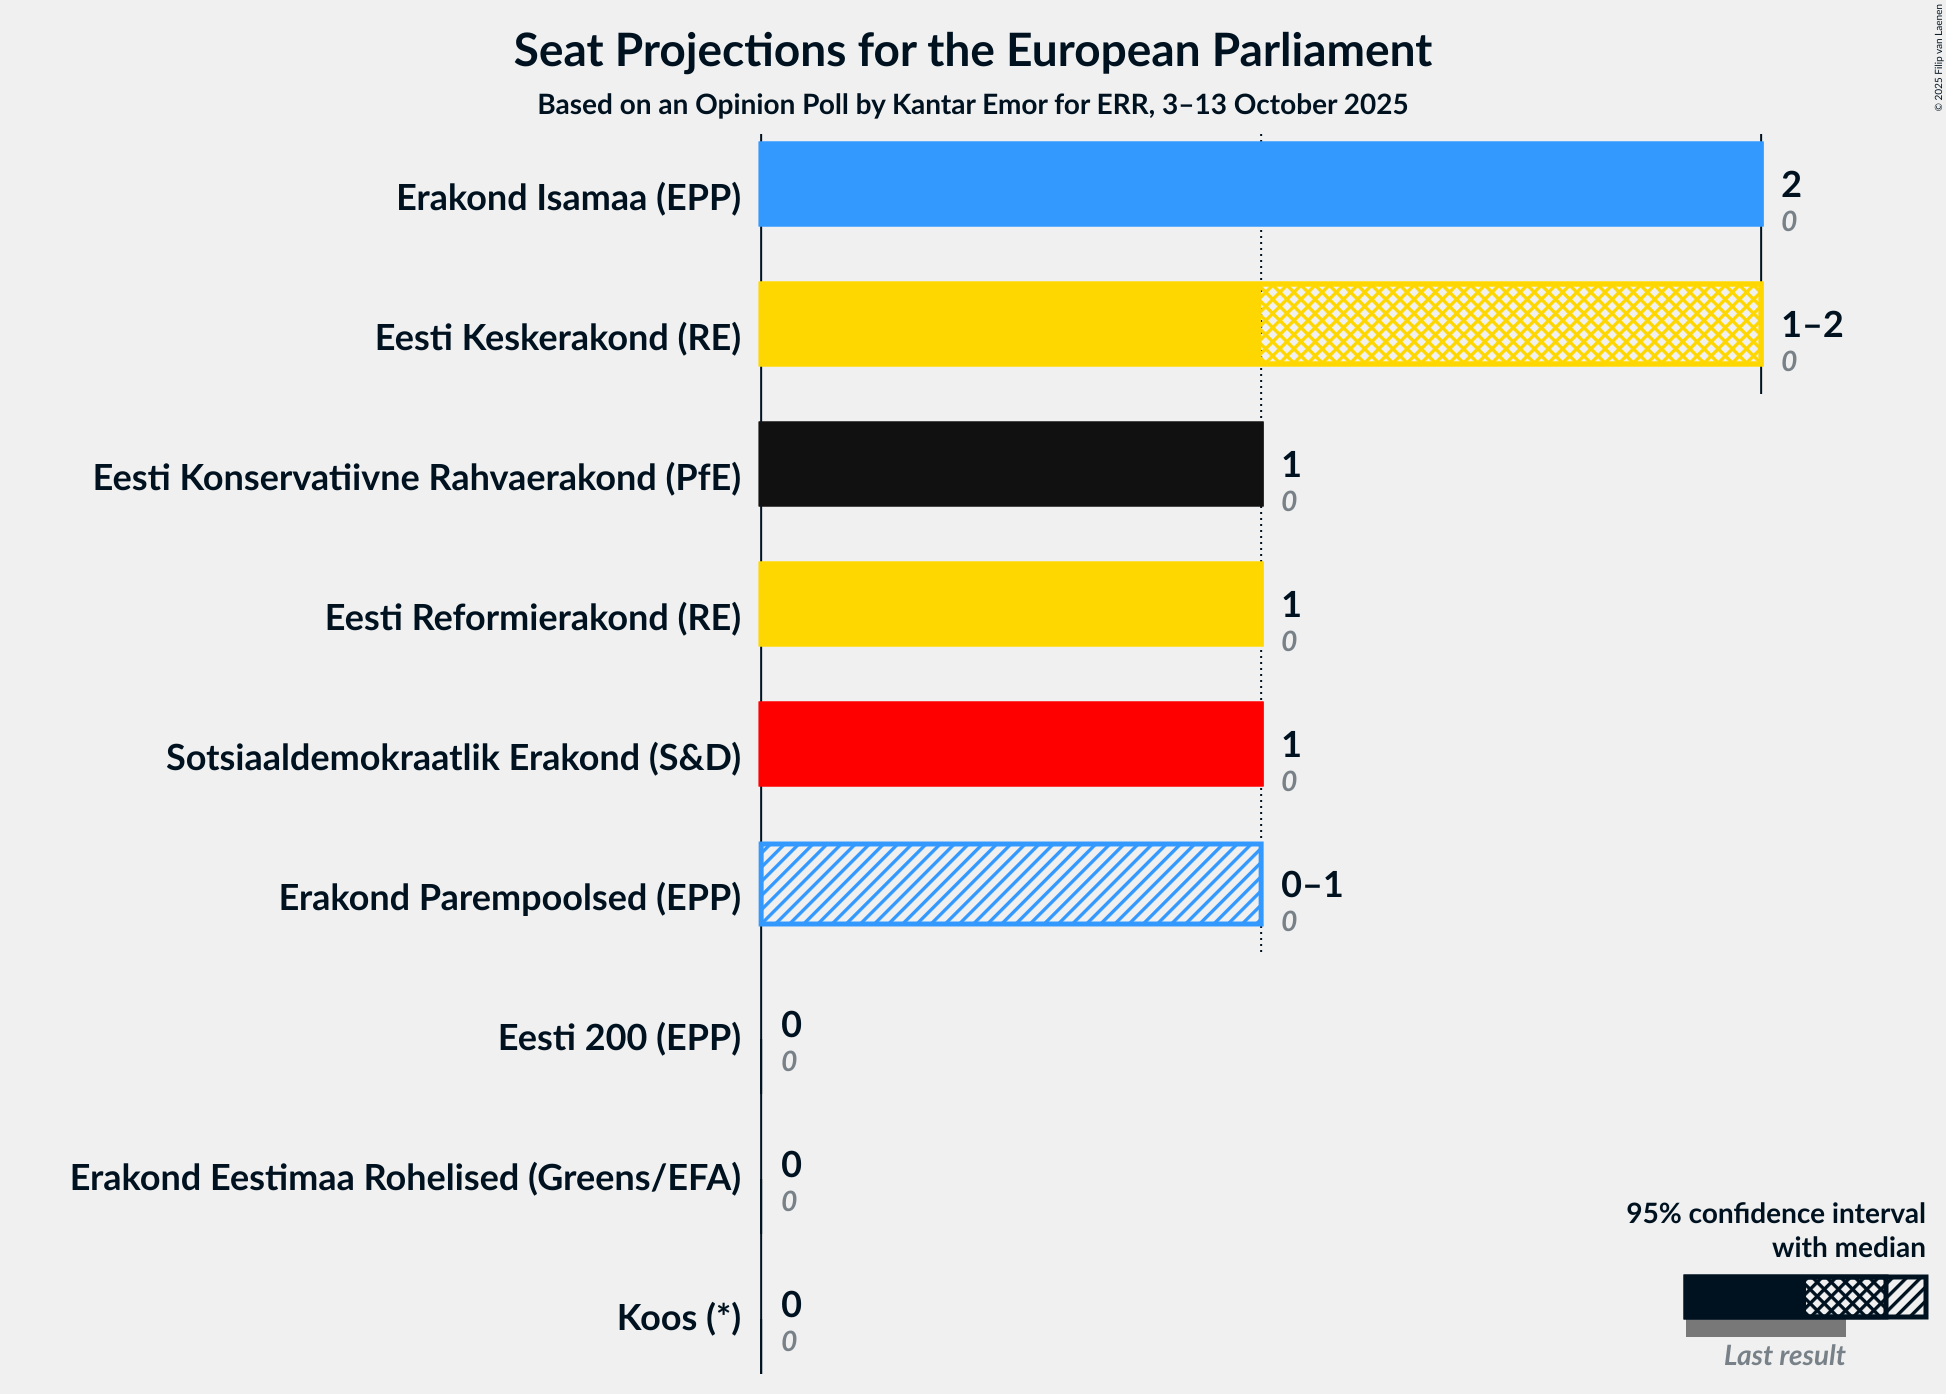 Seat Projections for the European Parliament
Based on an Opinion Poll by Kantar Emor for ERR, 3–13 October 2025
© 2025 Filip van Laenen
Erakond Isamaa (EPP)
2
0
Eesti Keskerakond (RE)
1–2
0
Eesti Konservatiivne Rahvaerakond (PfE)
1
0
Eesti Reformierakond (RE)
1
0
Sotsiaaldemokraatlik Erakond (S&D)
1
0
Erakond Parempoolsed (EPP)
0–1
0
Eesti 200 (EPP)
0
0
Erakond Eestimaa Rohelised (Greens/EFA)
0
0
Koos (*)
0
0
95% confidence interval
with median
Last result